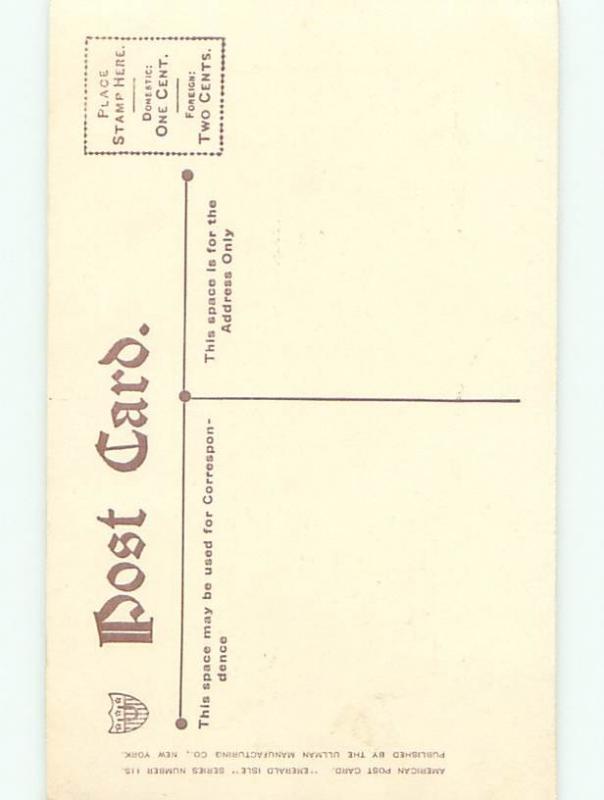 Post Card.
PLACE
STAMP HERE.
DOMESTIC:
ONE CENT.
FOREIGN:
TWO CENTS.
This space may be used for Correspon-
dence
This space is for the
Address Only
AMERICAN POST CARD. "EMERALD ISLE" SERIES NUMBER 115.
PUBLISHED BY THE ULLMAN MANUFACTURING CO., NEW YORK.